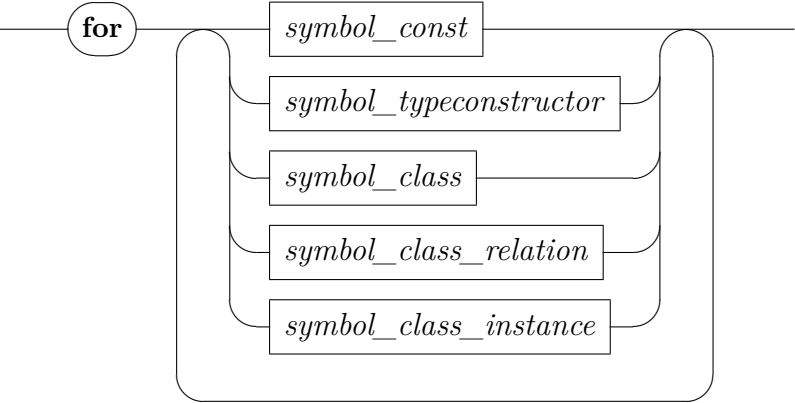 for symbol_const
symbol_typeconstructor
symbol_class
symbol_class_relation
symbol_class_instance